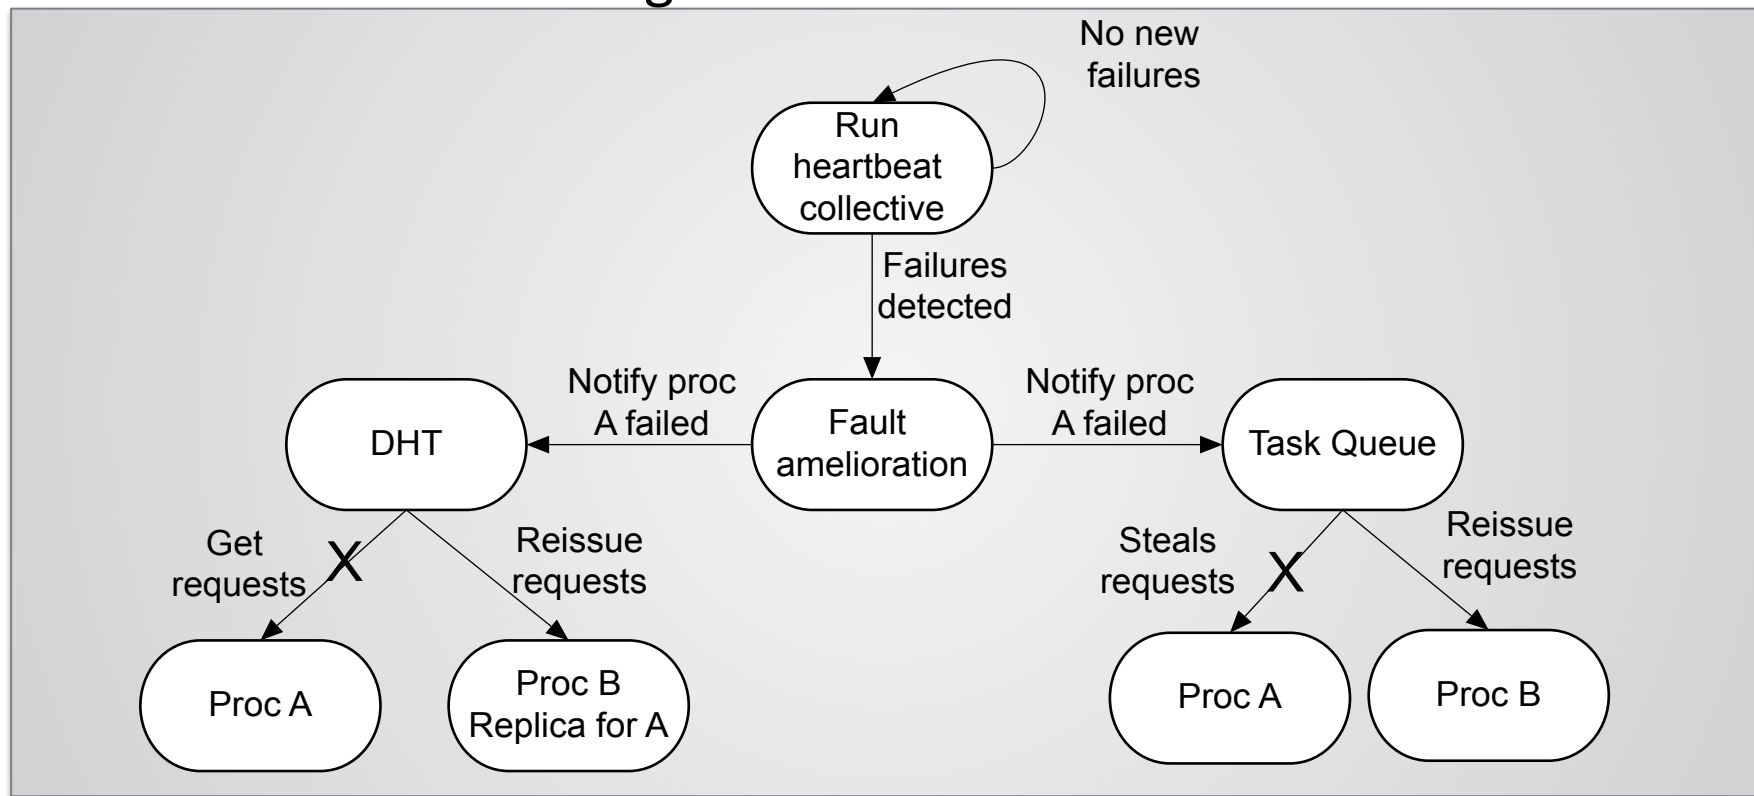 No new
failures
Run
heartbeat
collective
Failures
detected
Notify proc
A failed
Notify proc
A failed
DHT
Fault
amelioration
Task Queue
Get
requests
X
Reissue
requests
Steals
requests
X
Reissue
requests
Proc A
Proc B
Replica for A
Proc A
Proc B